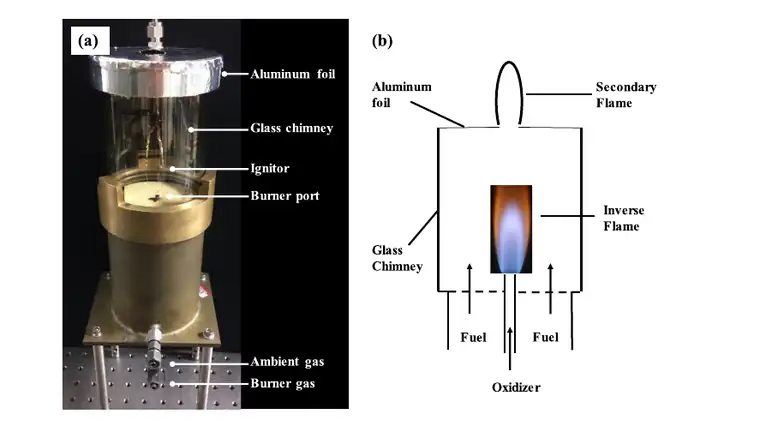 (a)
Aluminum foil
Glass chimney
Ignitor
Burner port
Ambient gas
Burner gas
(b)
Aluminum
foil
Secondary
Flame
Inverse
Flame
Glass
Chimney
Fuel
Fuel
Oxidizer